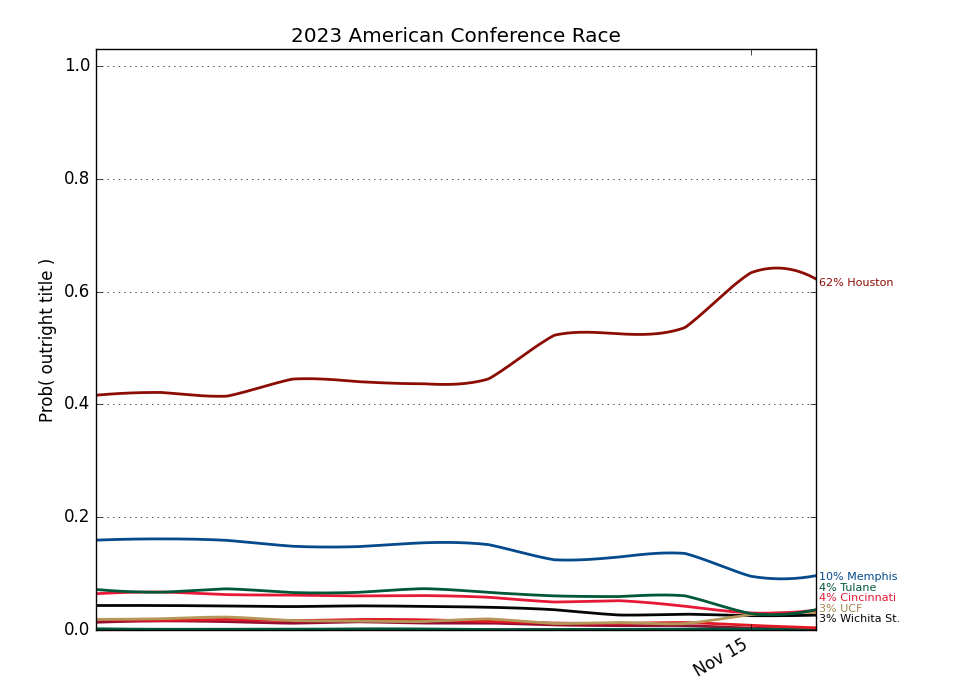 2023 American Conference Race
1.0
0.8
0.6
0.4
0.2
0.0
Prob( outright title )
62% Houston
10% Memphis
4% Tulane
4% Cincinnati
3% UCF
3% Wichita St.
Nov 15